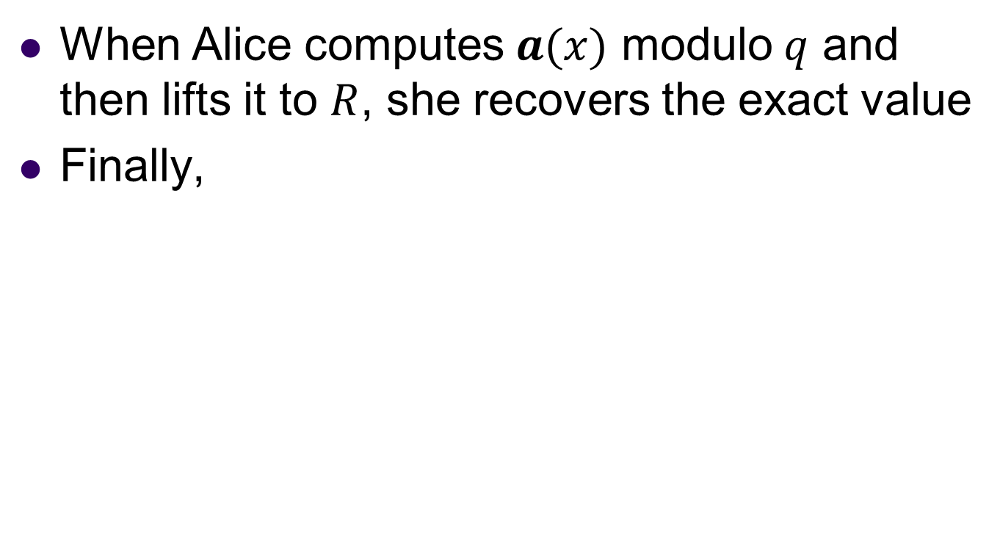 ● When Alice computes 𝒂(𝑥) modulo 𝑞 and
then lifts it to 𝑅, she recovers the exact value
● Finally,